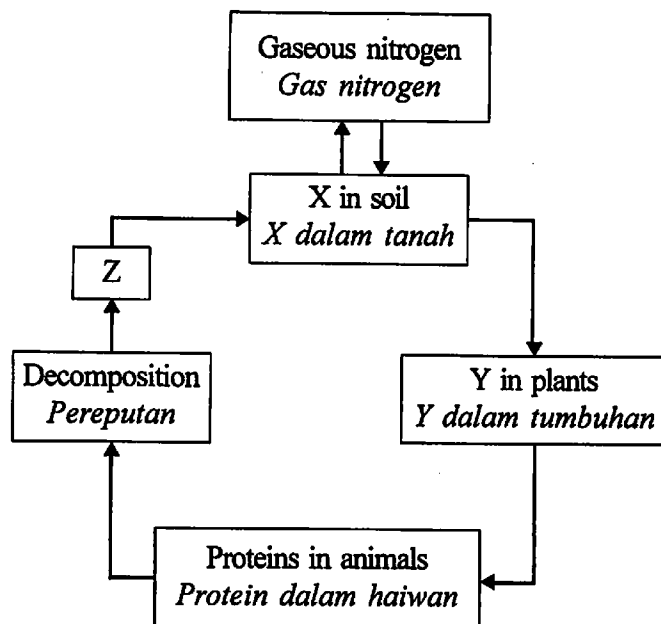 Gaseous nitrogen
Gas nitrogen
X in soil
X dalam tanah
Z
Decomposition
Pereputan
Y in plants
Y dalam tumbuhan
Proteins in animals
Protein dalam haiwan